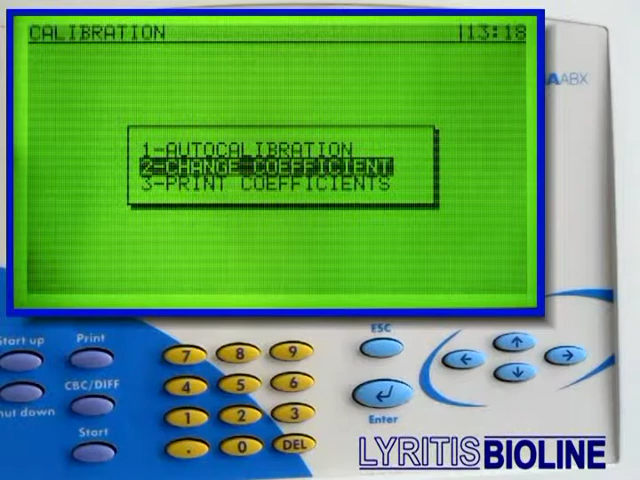 CALIBRATION |13:18
1-AUTOCALIBRATION
2-CHANGE COEFFICIENT
3-PRINT COEFFICIENTS
ABX
Start up Print
7 8 9
ESC
CBC/DIFF
4 5 6
hut down
Enter
1 2 3
Start
. 0 DEL
LYRITIS BIOLINE